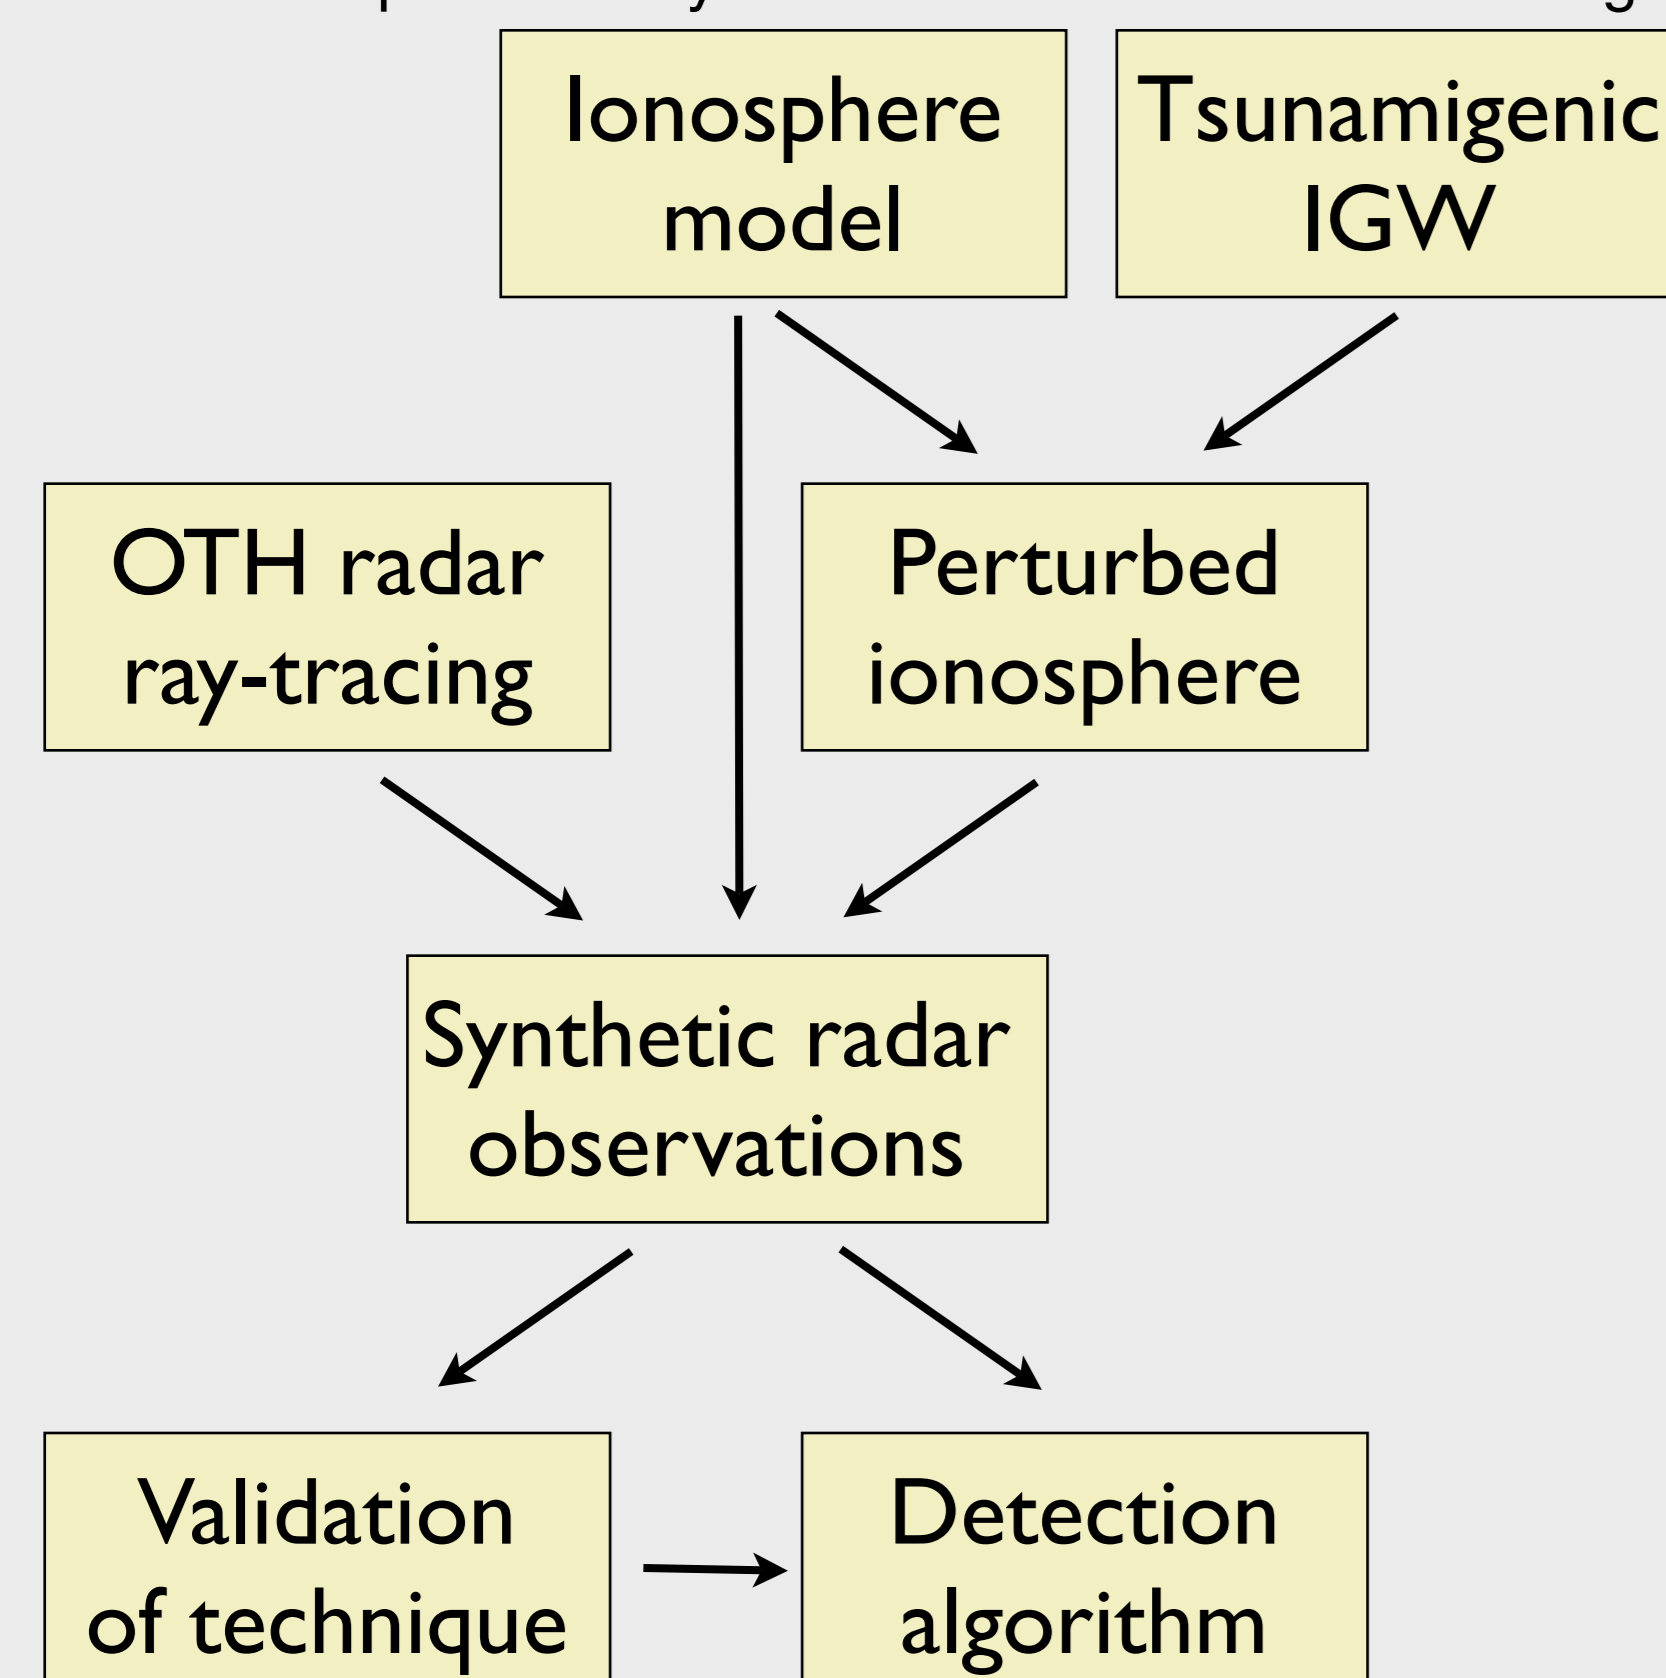 Ionosphere
model
Tsunamigenic
IGW
OTH radar
ray-tracing
Perturbed
ionosphere
Synthetic radar
observations
Validation
of technique
Detection
algorithm